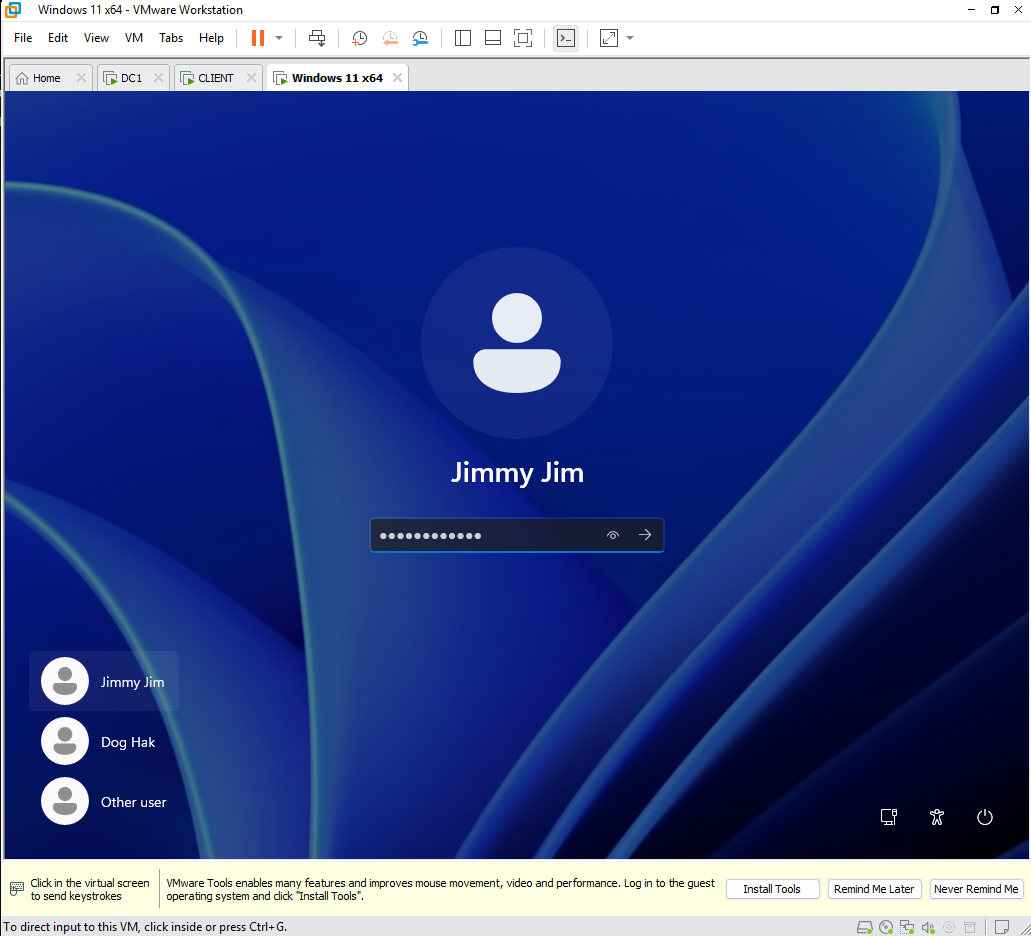 Windows 11 x64 - VMware Workstation
File Edit View VM Tabs Help
Home DC1 CLIENT Windows 11 x64
Jimmy Jim
Jimmy Jim
Dog Hak
Other user
Click in the virtual screen
to send keystrokes
VMware Tools enables many features and improves mouse movement, video and performance. Log in to the guest
operating system and click "Install Tools".
Install Tools Remind Me Later Never Remind Me
To direct input to this VM, click inside or press Ctrl+G.